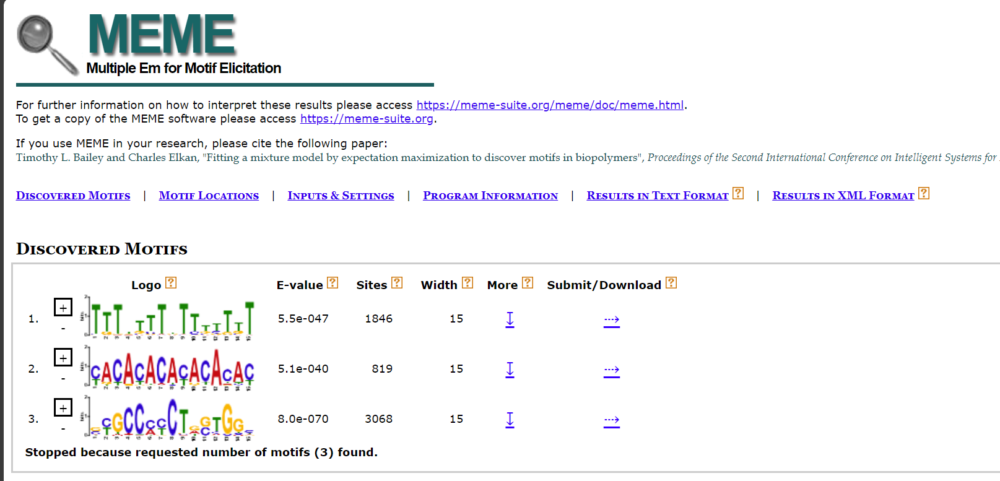 MEME
Multiple Em for Motif Elicitation
For further information on how to interpret these results please access https://meme-suite.org/meme/doc/meme.html.
To get a copy of the MEME software please access https://meme-suite.org.
If you use MEME in your research, please cite the following paper:
Timothy L. Bailey and Charles Elkan, "Fitting a mixture model by expectation maximization to discover motifs in biopolymers", Proceedings of the Second International Conference on Intelligent Systems for
Discovered Motifs | Motif Locations | Inputs & Settings | Program Information | Results in Text Format ? | Results in XML Format ?
Discovered Motifs
Logo ? E-value ? Sites ? Width ? More ? Submit/Download ?
1. + - 5.5e-047 1846 15 ↧ ⇢
2. + - 5.1e-040 819 15 ↧ ⇢
3. + - 8.0e-070 3068 15 ↧ ⇢
Stopped because requested number of motifs (3) found.